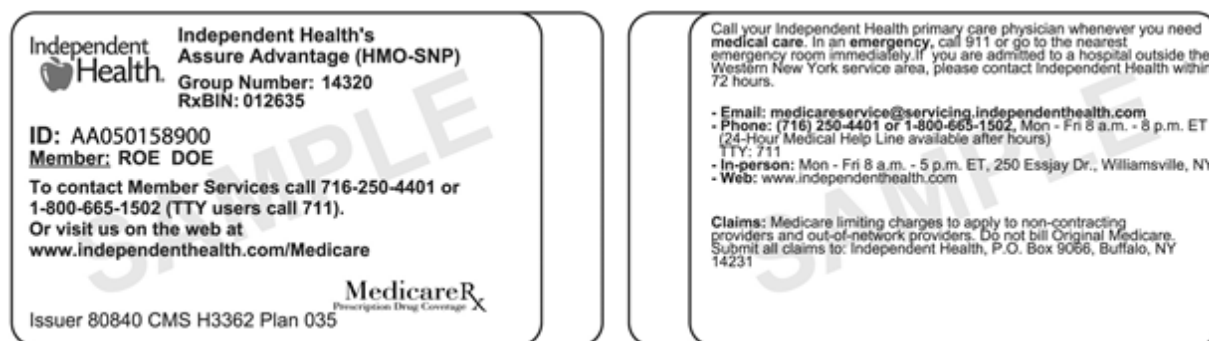 Independent
Health.
Independent Health's
Assure Advantage (HMO-SNP)
Group Number: 14320
RxBIN: 012635
ID: AA050158900
Member: ROE DOE
To contact Member Services call 716-250-4401 or
1-800-665-1502 (TTY users call 711).
Or visit us on the web at
www.independenthealth.com/Medicare
MedicareRx
Prescription Drug Coverage
Issuer 80840 CMS H3362 Plan 035
SAMPLE
Call your Independent Health primary care physician whenever you need
medical care. In an emergency, call 911 or go to the nearest
emergency room immediately.If you are admitted to a hospital outside the
Western New York service area, please contact Independent Health within
72 hours.
- Email: medicareservice@servicing.independenthealth.com
- Phone: (716) 250-4401 or 1-800-665-1502, Mon - Fri 8 a.m. - 8 p.m. ET
(24-Hour Medical Help Line available after hours)
TTY: 711
- In-person: Mon - Fri 8 a.m. - 5 p.m. ET, 250 Essjay Dr., Williamsville, NY
- Web: www.independenthealth.com
Claims: Medicare limiting charges to apply to non-contracting
providers and out-of-network providers. Do not bill Original Medicare.
Submit all claims to: Independent Health, P.O. Box 9066, Buffalo, NY
14231
SAMPLE